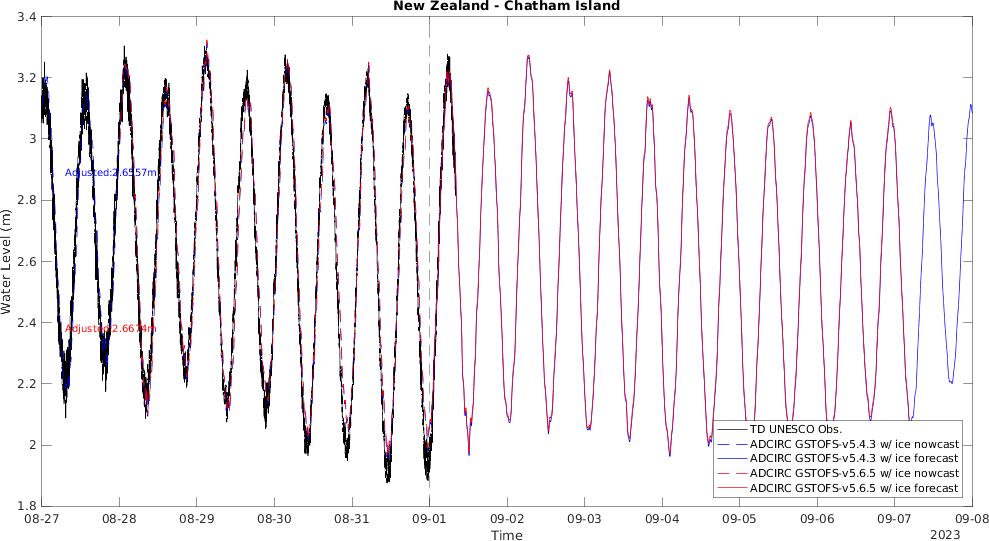 New Zealand - Chatham Island
3.4
3.2
3
2.8
2.6
2.4
2.2
2
1.8
Water Level (m)
Adjusted:2.6557m
Adjusted:2.6674m
TD UNESCO Obs.
ADCIRC GSTOFS-v5.4.3 w/ ice nowcast
ADCIRC GSTOFS-v5.4.3 w/ ice forecast
ADCIRC GSTOFS-v5.6.5 w/ ice nowcast
ADCIRC GSTOFS-v5.6.5 w/ ice forecast
08-27 08-28 08-29 08-30 08-31 09-01 09-02 09-03 09-04 09-05 09-06 09-07 09-08
Time
2023